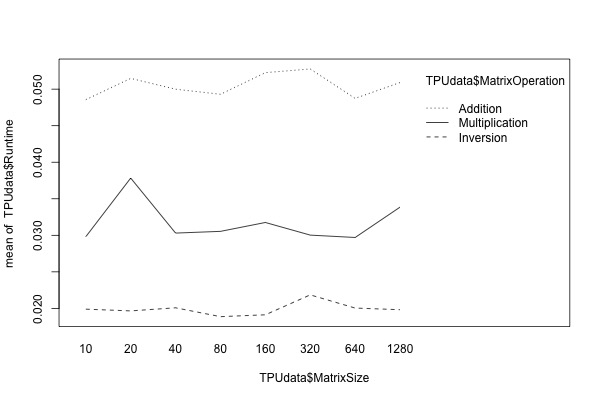 TPUdata$MatrixOperation
Addition
Multiplication
Inversion
mean of TPUdata$Runtime
0.050
0.040
0.030
0.020
10 20 40 80 160 320 640 1280
TPUdata$MatrixSize